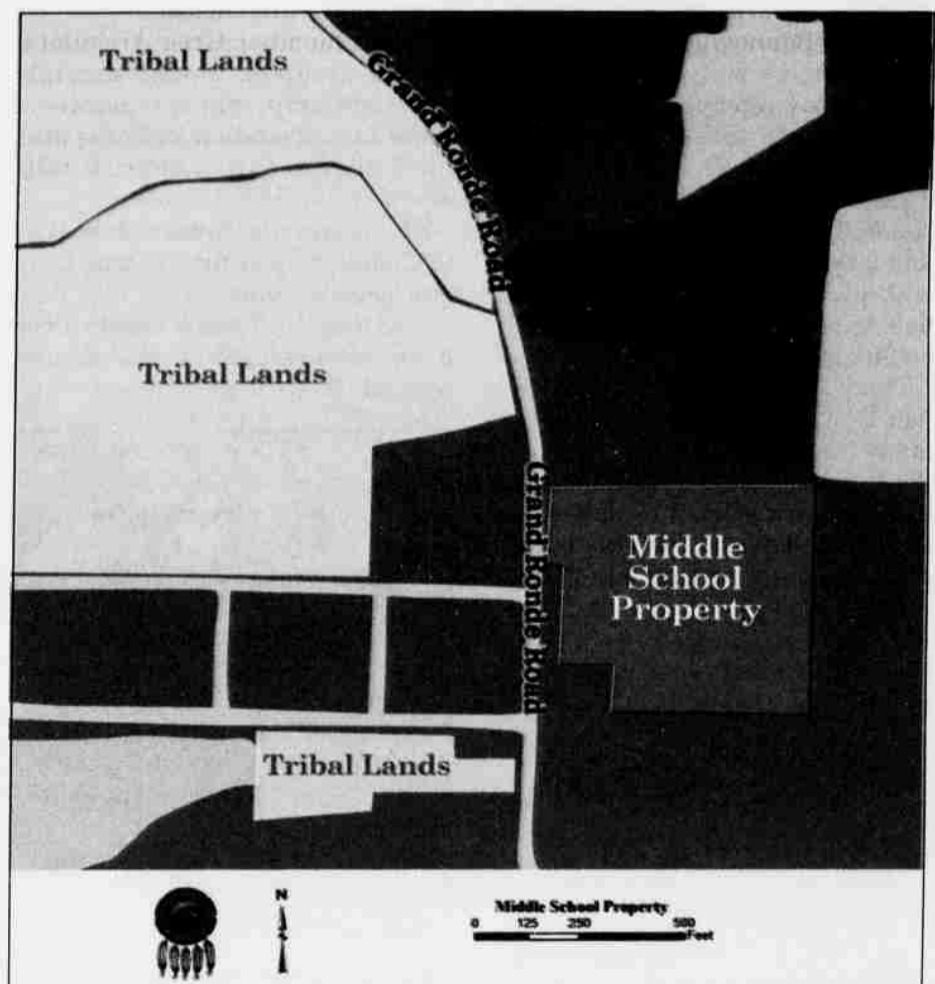 Tribal Lands
Grand Ronde Road
Tribal Lands
Grand Ronde Road
Middle
School
Property
Tribal Lands
N
Middle School Property
0 125 250 500
Feet